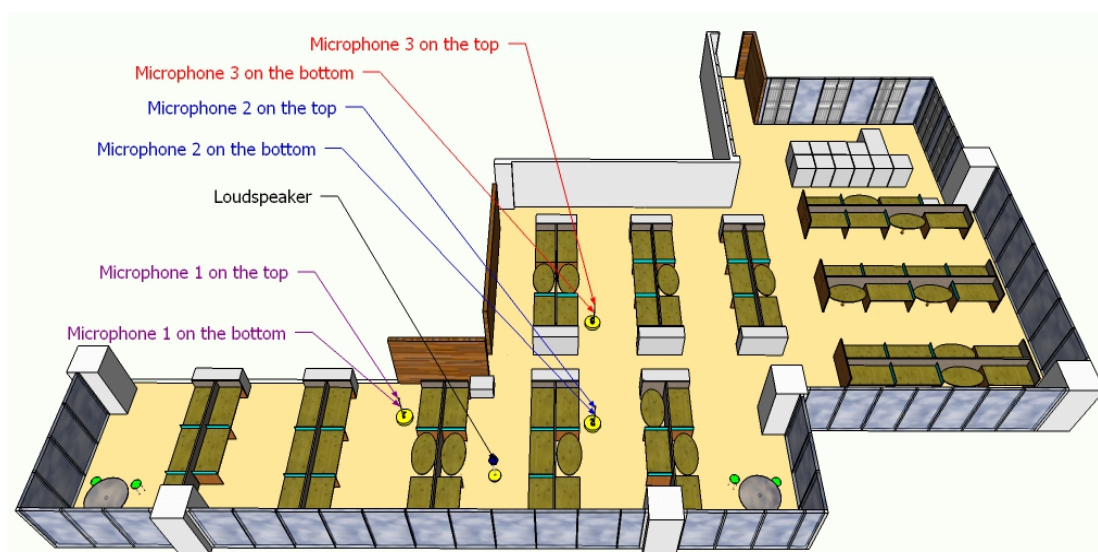 Microphone 3 on the top
Microphone 3 on the bottom
Microphone 2 on the top
Microphone 2 on the bottom
Loudspeaker
Microphone 1 on the top
Microphone 1 on the bottom